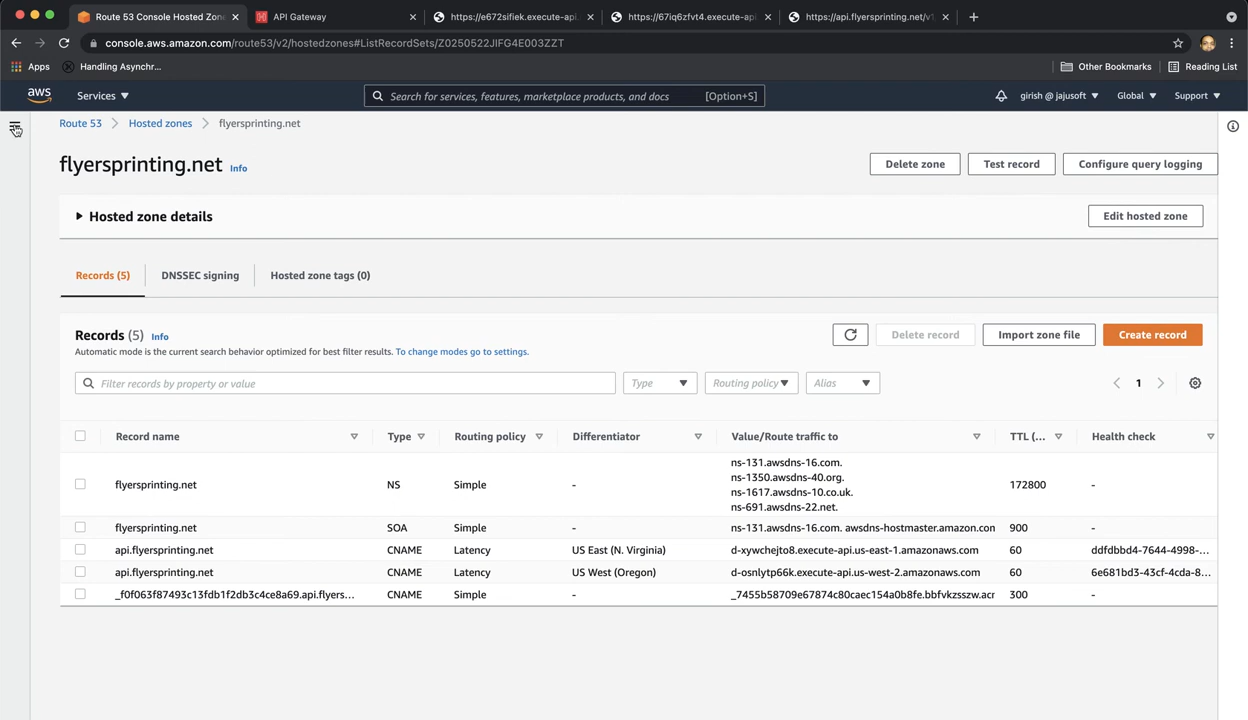 Route 53 Console Hosted Zon
API Gateway
https://e672sifiek.execute-api.
https://67iq6zfvt4.execute-api
https://api.flyersprinting.net/v1
console.aws.amazon.com/route53/v2/hostedzones#ListRecordSets/Z0250522JIFG4E003ZZT
Apps
Handling Asynchr...
Other Bookmarks
Reading List
aws
Services
Search for services, features, marketplace products, and docs
[Option+S]
girish @ jajusoft
Global
Support
Route 53
Hosted zones
flyersprinting.net
flyersprinting.net
Info
Delete zone
Test record
Configure query logging
Hosted zone details
Edit hosted zone
Records (5)
DNSSEC signing
Hosted zone tags (0)
Records (5)
Info
Delete record
Import zone file
Create record
Automatic mode is the current search behavior optimized for best filter results. To change modes go to settings.
Filter records by property or value
Type
Routing policy
Alias
1
Record name
Type
Routing policy
Differentiator
Value/Route traffic to
TTL (...
Health check
flyersprinting.net
NS
Simple
-
ns-131.awsdns-16.com.
ns-1350.awsdns-40.org.
ns-1617.awsdns-10.co.uk.
ns-691.awsdns-22.net.
172800
-
flyersprinting.net
SOA
Simple
-
ns-131.awsdns-16.com. awsdns-hostmaster.amazon.con
900
-
api.flyersprinting.net
CNAME
Latency
US East (N. Virginia)
d-xywchejto8.execute-api.us-east-1.amazonaws.com
60
ddfdbbd4-7644-4998-...
api.flyersprinting.net
CNAME
Latency
US West (Oregon)
d-osnlytp66k.execute-api.us-west-2.amazonaws.com
60
6e681bd3-43cf-4cda-8...
_f0f063f87493c13fdb1f2db3c4ce8a69.api.flyers...
CNAME
Simple
-
_7455b58709e67874c80caec154a0b8fe.bbfvkzsszw.acr
300
-